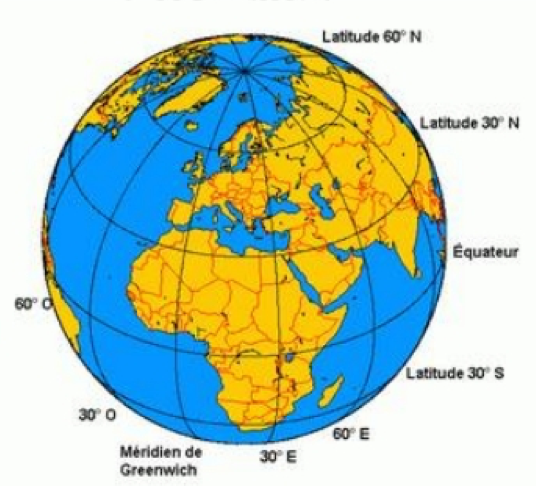 Latitude 60° N
Latitude 30° N
Équateur
60° O
Latitude 30° S
30° O
60° E
Méridien de
Greenwich
30° E